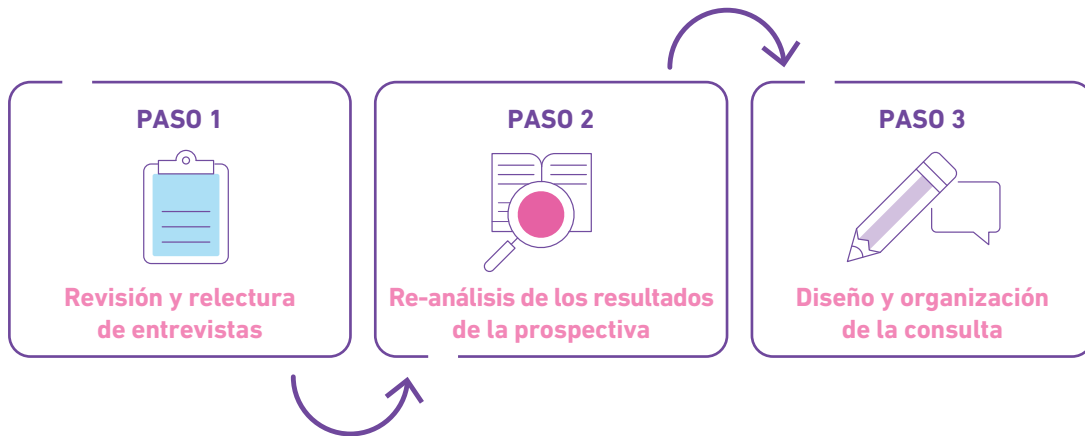 PASO 1
Revisión y relectura
de entrevistas
PASO 2
Re-análisis de los resultados
de la prospectiva
PASO 3
Diseño y organización
de la consulta